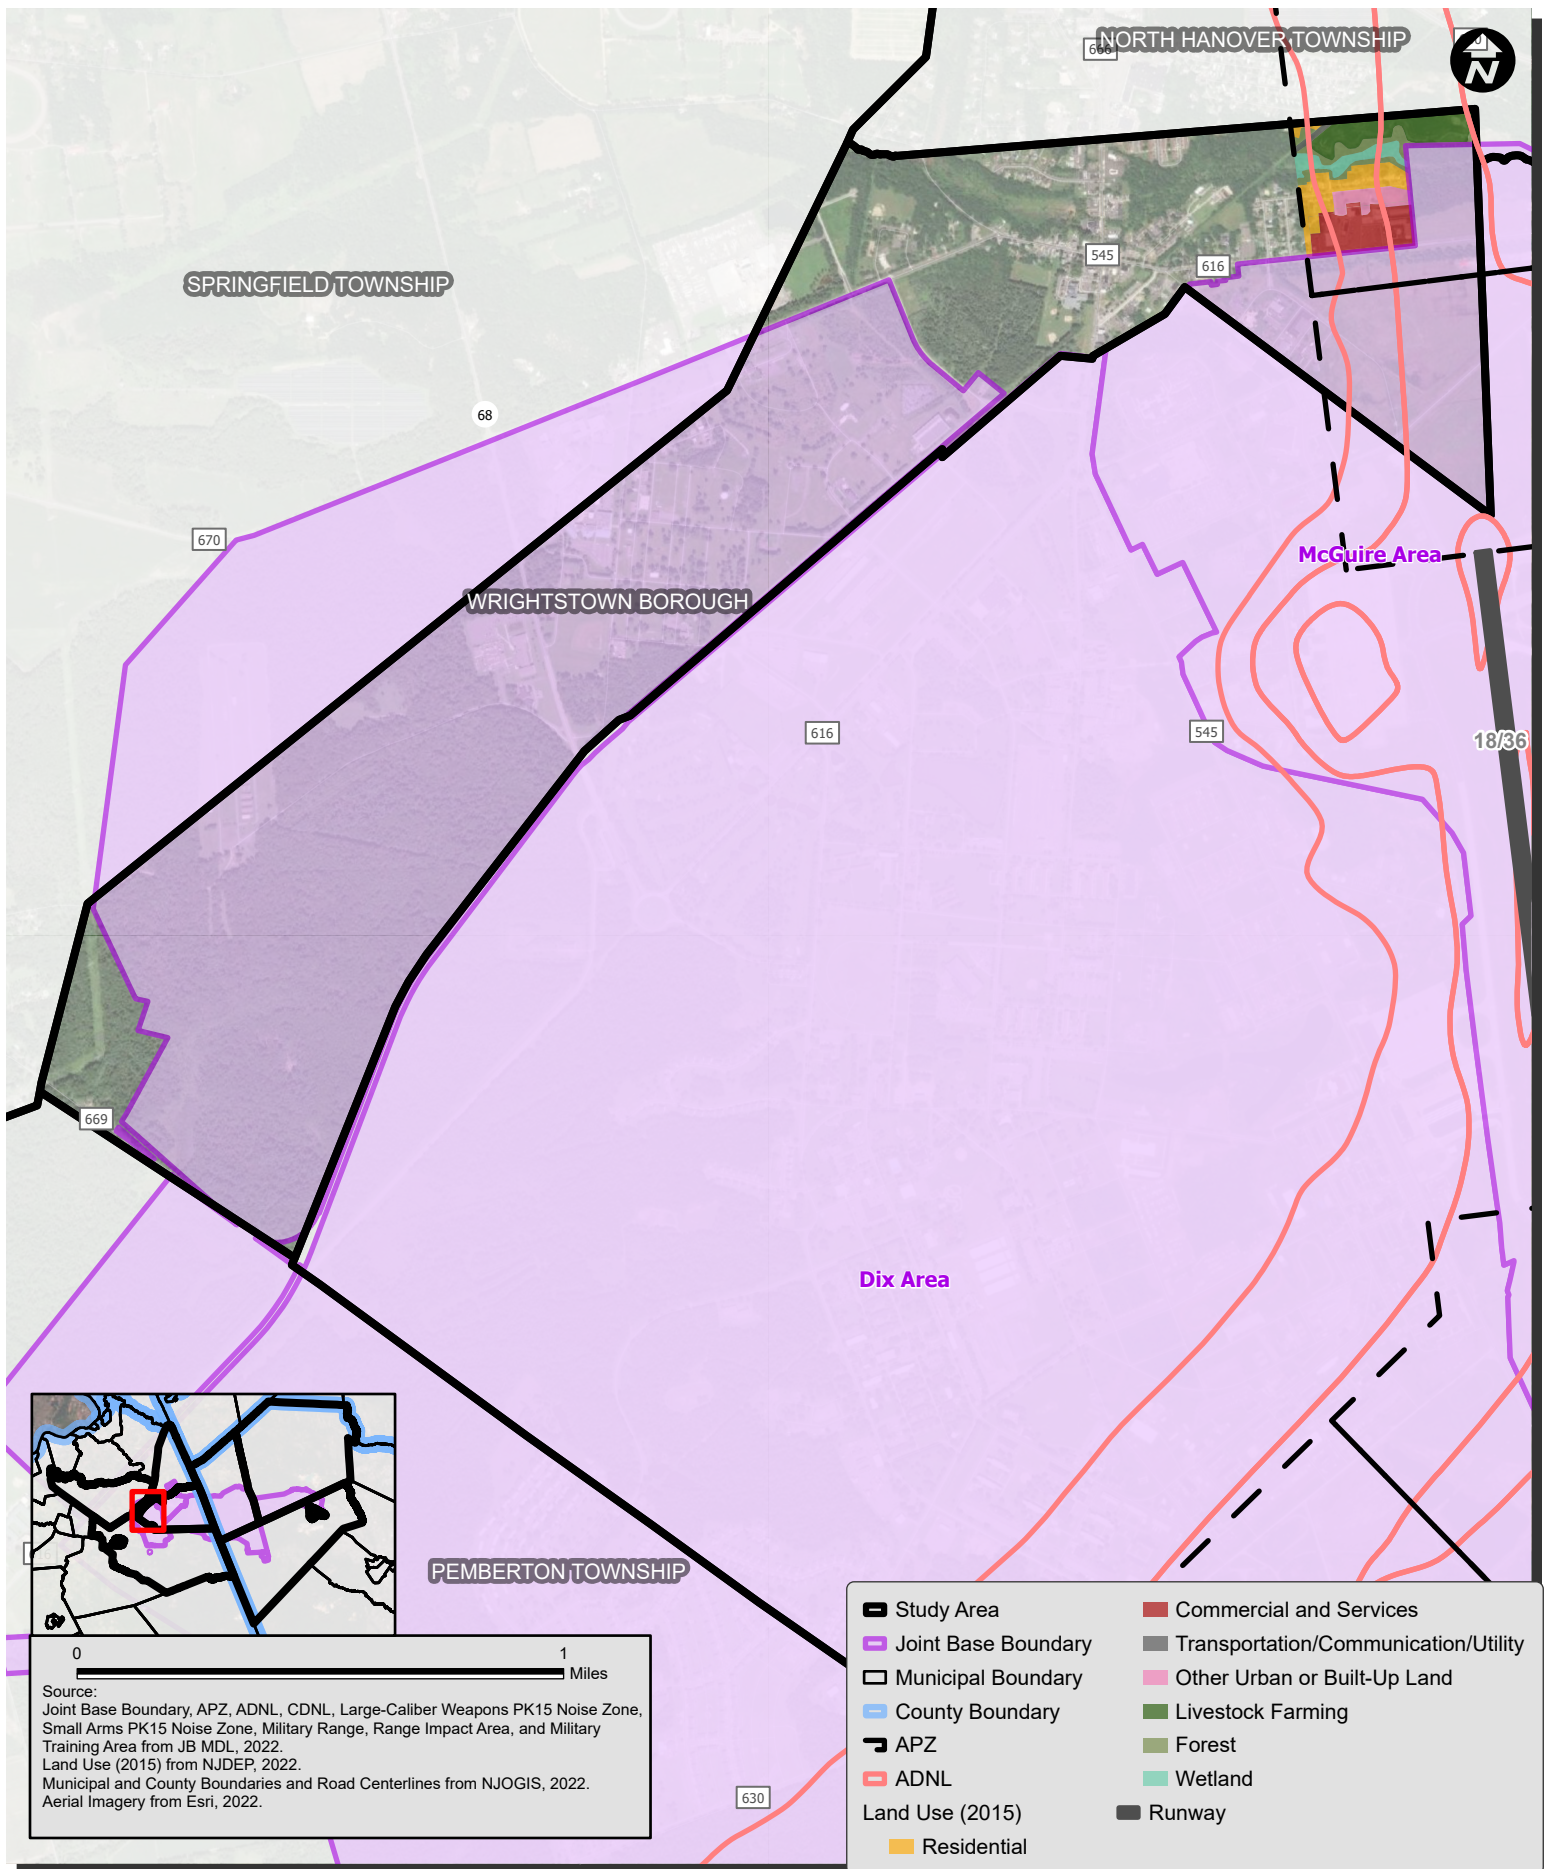 NORTH HANOVER TOWNSHIP
666
N
SPRINGFIELD TOWNSHIP
545
616
68
670
McGuire Area
WRIGHTSTOWN BOROUGH
616
545
18/36
669
Dix Area
PEMBERTON TOWNSHIP
630
0 1
Miles
Source:
Joint Base Boundary, APZ, ADNL, CDNL, Large-Caliber Weapons PK15 Noise Zone,
Small Arms PK15 Noise Zone, Military Range, Range Impact Area, and Military
Training Area from JB MDL, 2022.
Land Use (2015) from NJDEP, 2022.
Municipal and County Boundaries and Road Centerlines from NJOGIS, 2022.
Aerial Imagery from Esri, 2022.
Study Area
Joint Base Boundary
Municipal Boundary
County Boundary
APZ
ADNL
Land Use (2015)
Residential
Commercial and Services
Transportation/Communication/Utility
Other Urban or Built-Up Land
Livestock Farming
Forest
Wetland
Runway